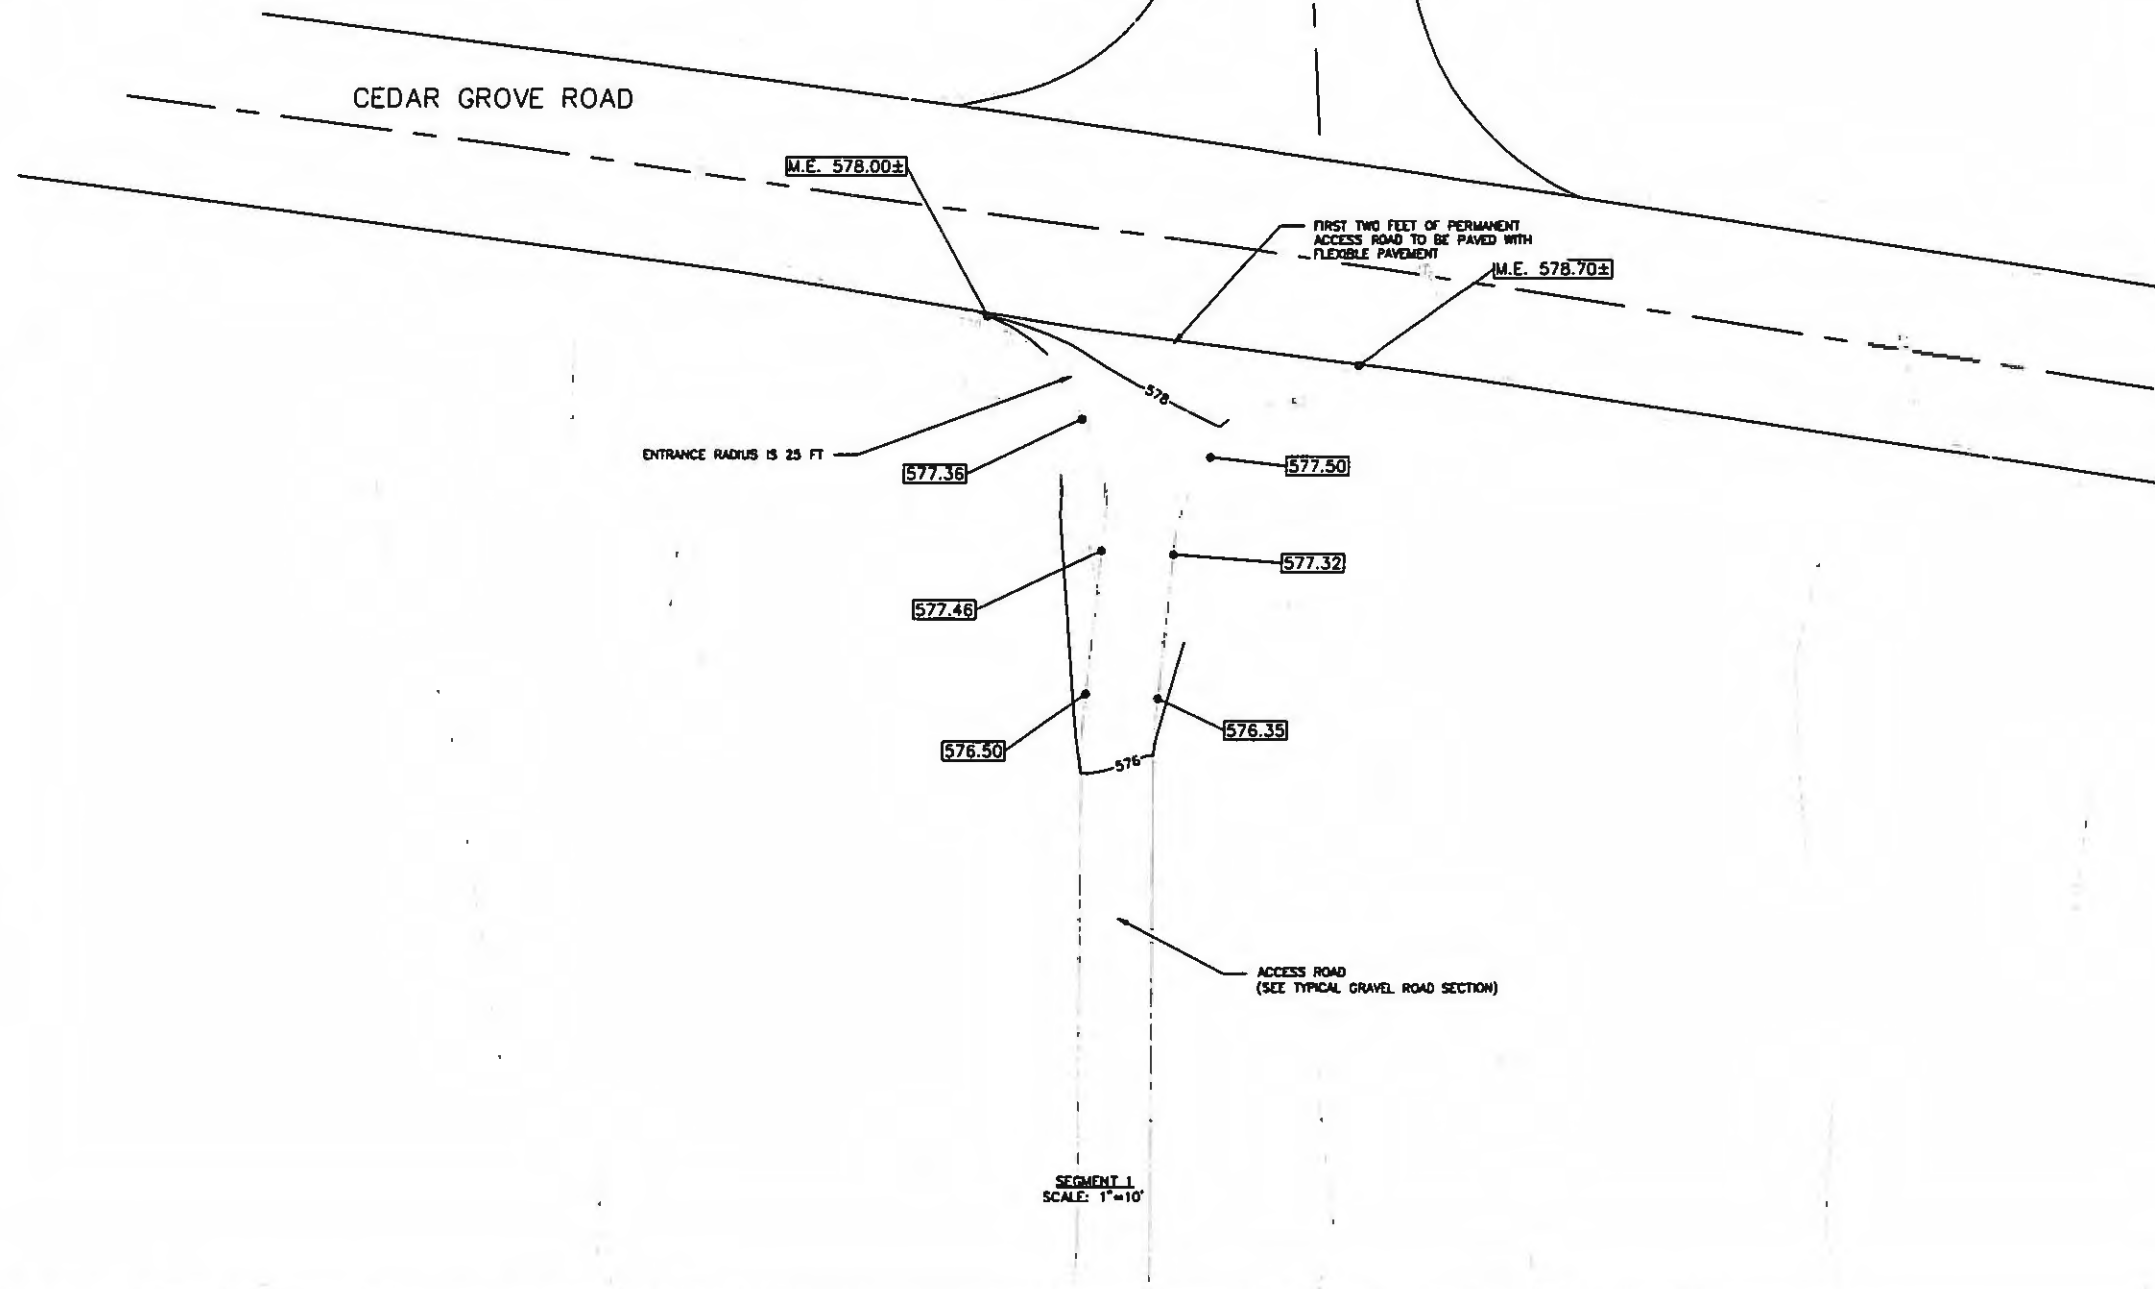 CEDAR GROVE ROAD
M.E. 578.00±
FIRST TWO FEET OF PERMANENT
ACCESS ROAD TO BE PAVED WITH
FLEXIBLE PAVEMENT
M.E. 578.70±
578
ENTRANCE RADIUS IS 25 FT
577.36
577.50
577.46
577.32
576.50
576.35
576
ACCESS ROAD
(SEE TYPICAL GRAVEL ROAD SECTION)
SEGMENT 1
SCALE: 1"=10'